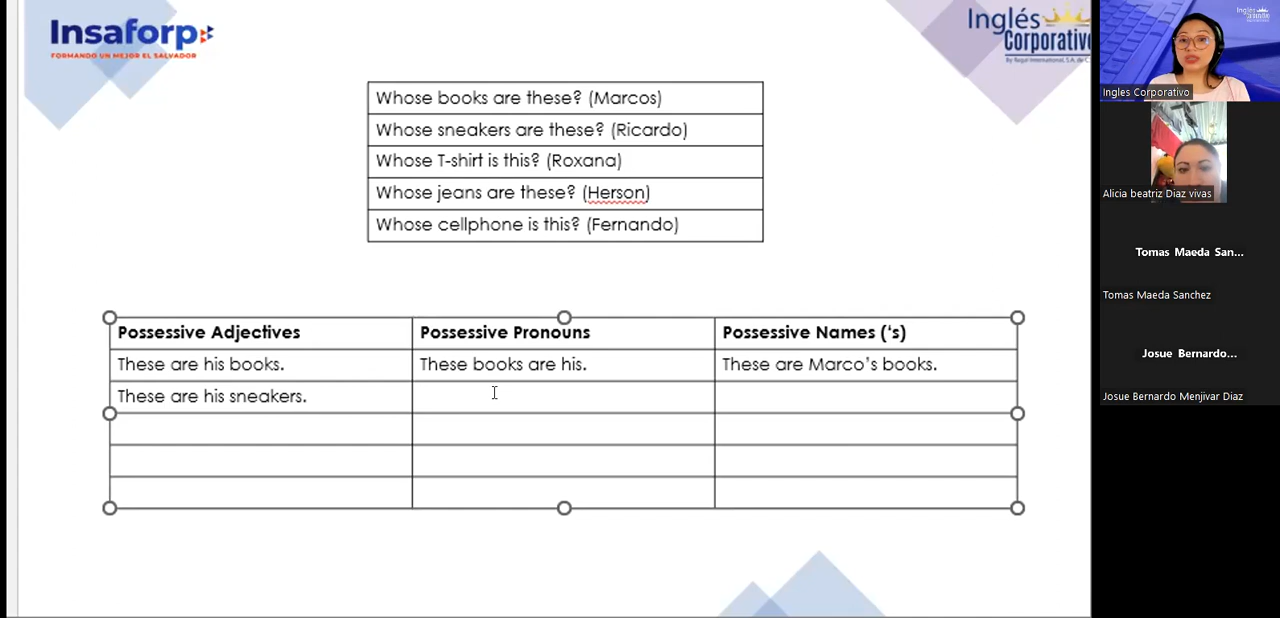 Insaforp
FORMANDO UN MEJOR EL SALVADOR
Inglés
Corporativo
Whose books are these? (Marcos)
Whose sneakers are these? (Ricardo)
Whose T-shirt is this? (Roxana)
Whose jeans are these? (Herson)
Whose cellphone is this? (Fernando)
Possessive Adjectives Possessive Pronouns Possessive Names (‘s)
These are his books. These books are his. These are Marco’s books.
These are his sneakers.
Ingles Corporativo
Alicia beatriz Diaz vivas
Tomas Maeda San...
Tomas Maeda Sanchez
Josue Bernardo...
Josue Bernardo Menjivar Diaz